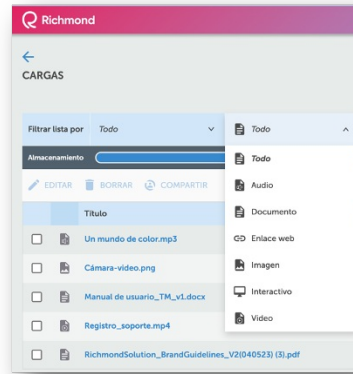 Richmond
CARGAS
Filtrar lista por Todo Todo
Almacenamiento
Todo
EDITAR BORRAR COMPARTIR
Audio
Título
Documento
Un mundo de color.mp3
Enlace web
Cámara-video.png
Imagen
Manual de usuario_TM_v1.docx
Interactivo
Registro_soporte.mp4
Video
RichmondSolution_BrandGuidelines_V2(040523) (3).pdf